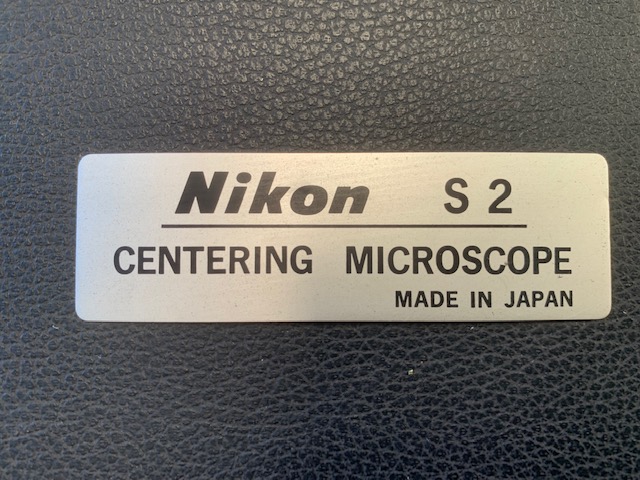 Nikon S 2
CENTERING MICROSCOPE
MADE IN JAPAN